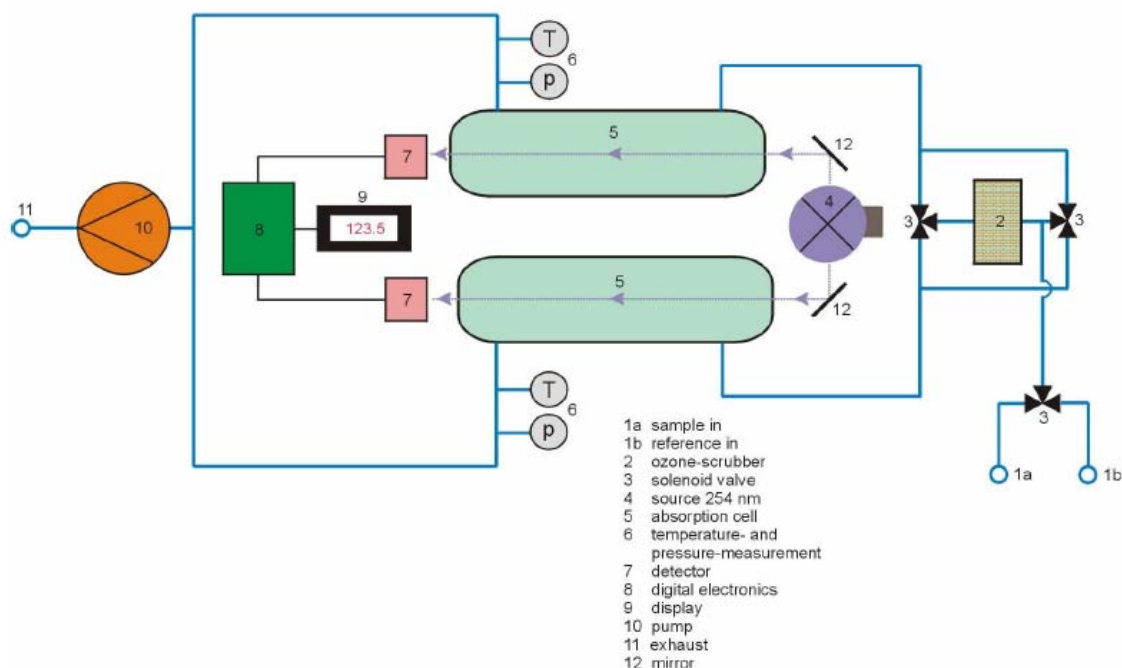 T
6
p
5
12
7
11
9
4
10
8
123.5
3
2
3
7
5
12
T
6
p
3
1a
1b
1a sample in
1b reference in
2 ozone-scrubber
3 solenoid valve
4 source 254 nm
5 absorption cell
6 temperature- and
pressure-measurement
7 detector
8 digital electronics
9 display
10 pump
11 exhaust
12 mirror